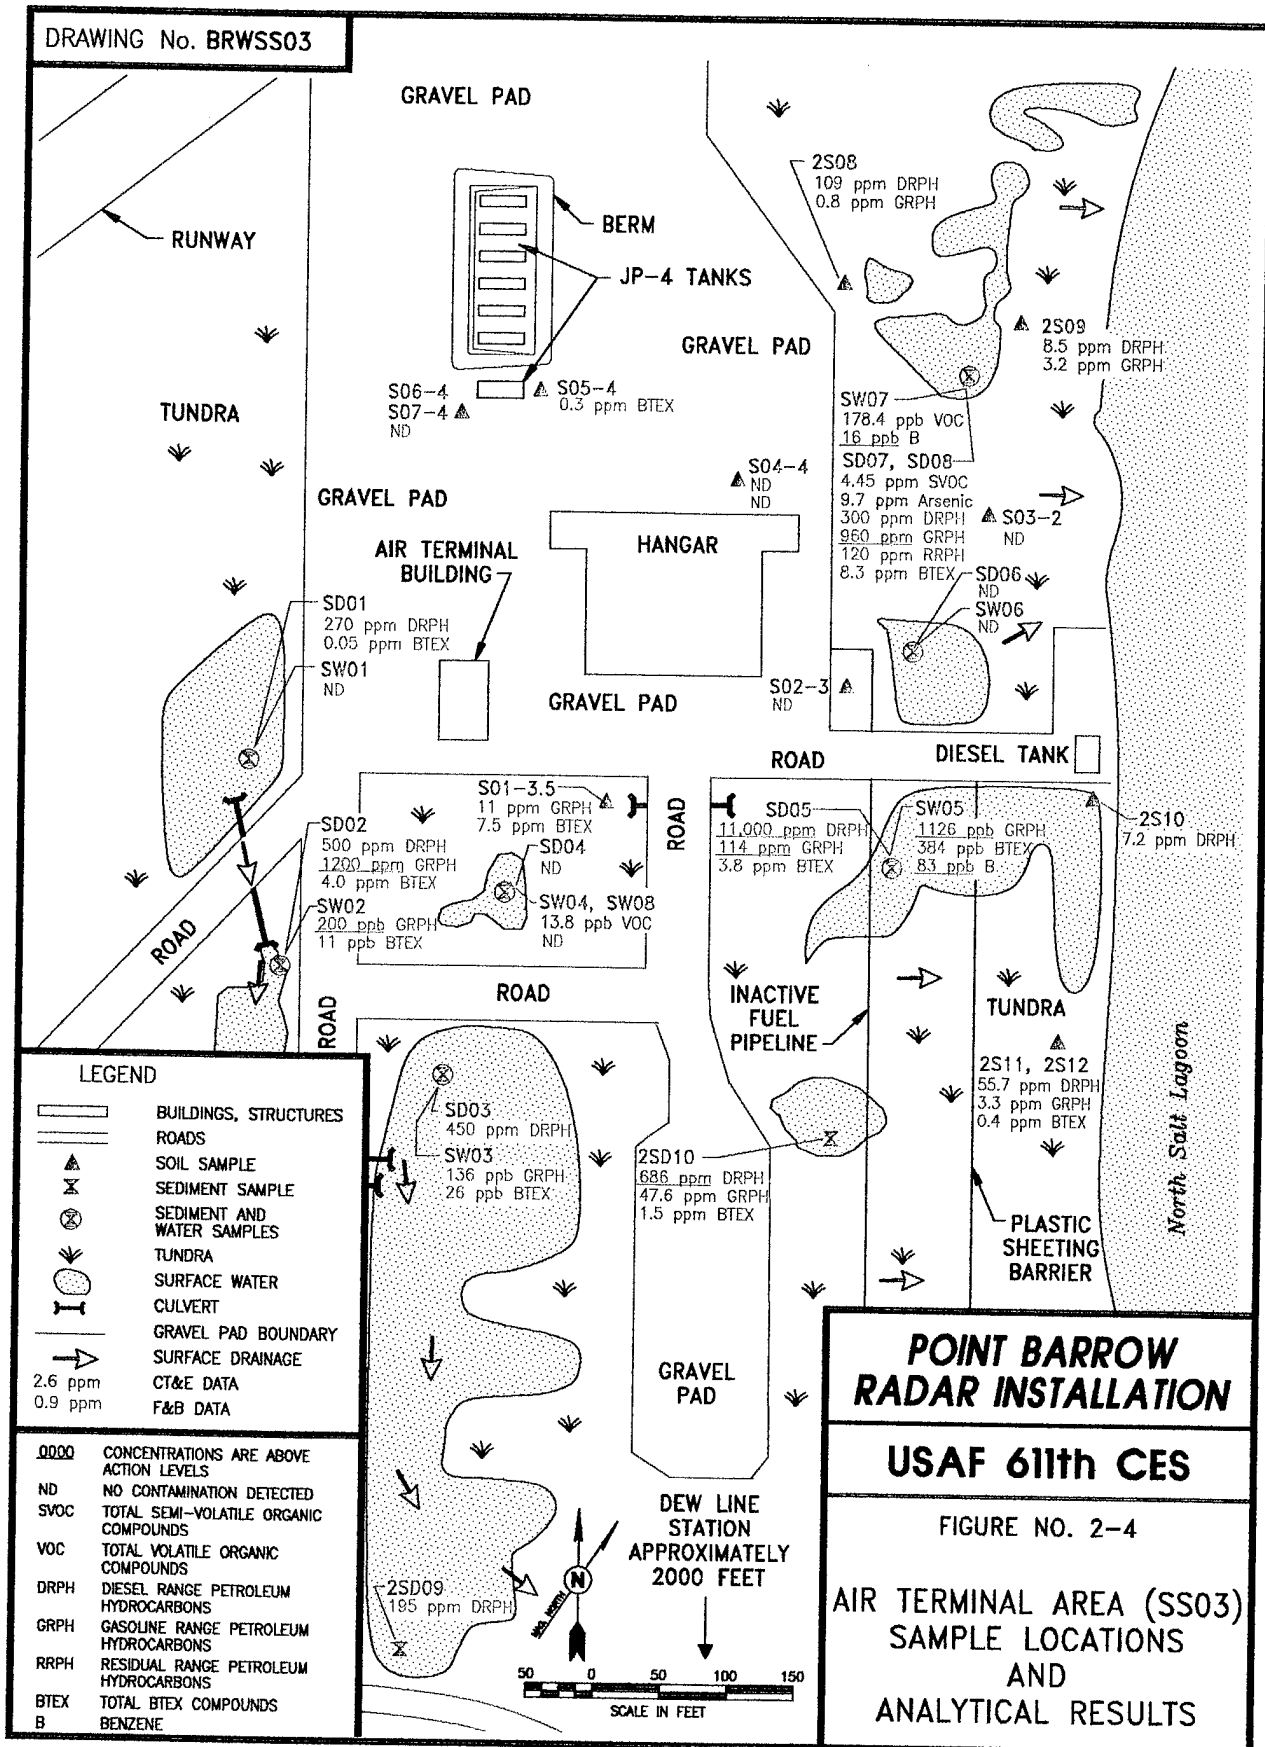 DRAWING No. BRWSS03
GRAVEL PAD
2S08
109 ppm DRPH
0.8 ppm GRPH
BERM
RUNWAY
JP-4 TANKS
GRAVEL PAD
2S09
8.5 ppm DRPH
3.2 ppm GRPH
S06-4
S07-4
ND
S05-4
0.3 ppm BTEX
TUNDRA
SW07
178.4 ppb VOC
16 ppb B
SD07, SD08
4.45 ppm SVOC
9.7 ppm Arsenic
300 ppm DRPH
960 ppm GRPH
120 ppm RRPH
8.3 ppm BTEX
S04-4
ND
ND
S03-2
ND
GRAVEL PAD
HANGAR
AIR TERMINAL
BUILDING
SD06
ND
SW06
ND
SD01
270 ppm DRPH
0.05 ppm BTEX
SW01
ND
S02-3
ND
GRAVEL PAD
ROAD
DIESEL TANK
S01-3.5
11 ppm GRPH
7.5 ppm BTEX
ROAD
SD05
11,000 ppm DRPH
114 ppm GRPH
3.8 ppm BTEX
SW05
1126 ppb GRPH
384 ppb BTEX
83 ppb B
2S10
7.2 ppm DRPH
SD02
500 ppm DRPH
1200 ppm GRPH
4.0 ppm BTEX
SW02
200 ppb GRPH
11 ppb BTEX
SD04
ND
SW04, SW08
13.8 ppb VOC
ND
ROAD
ROAD
ROAD
INACTIVE
FUEL
PIPELINE
TUNDRA
2S11, 2S12
55.7 ppm DRPH
3.3 ppm GRPH
0.4 ppm BTEX
North Salt Lagoon
SD03
450 ppm DRPH
SW03
136 ppb GRPH
26 ppb BTEX
2SD10
686 ppm DRPH
47.6 ppm GRPH
1.5 ppm BTEX
PLASTIC
SHEETING
BARRIER
GRAVEL
PAD
LEGEND
BUILDINGS, STRUCTURES
ROADS
SOIL SAMPLE
SEDIMENT SAMPLE
SEDIMENT AND
WATER SAMPLES
TUNDRA
SURFACE WATER
CULVERT
GRAVEL PAD BOUNDARY
SURFACE DRAINAGE
2.6 ppm CT&E DATA
0.9 ppm F&B DATA
0000 CONCENTRATIONS ARE ABOVE
ACTION LEVELS
ND NO CONTAMINATION DETECTED
SVOC TOTAL SEMI-VOLATILE ORGANIC
COMPOUNDS
VOC TOTAL VOLATILE ORGANIC
COMPOUNDS
DRPH DIESEL RANGE PETROLEUM
HYDROCARBONS
GRPH GASOLINE RANGE PETROLEUM
HYDROCARBONS
RRPH RESIDUAL RANGE PETROLEUM
HYDROCARBONS
BTEX TOTAL BTEX COMPOUNDS
B BENZENE
2SD09
195 ppm DRPH
DEW LINE
STATION
APPROXIMATELY
2000 FEET
N
50 0 50 100 150
SCALE IN FEET
POINT BARROW
RADAR INSTALLATION
USAF 611th CES
FIGURE NO. 2-4
AIR TERMINAL AREA (SS03)
SAMPLE LOCATIONS
AND
ANALYTICAL RESULTS